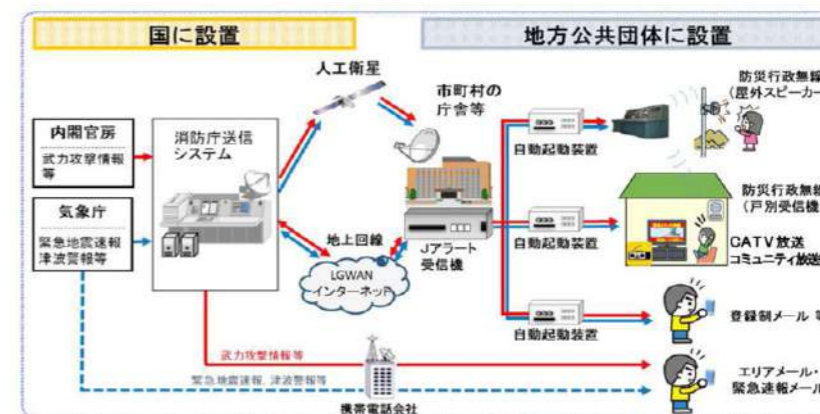 国に設置
地方公共団体に設置
人工衛星
市町村の
庁舎等
防災行政無線
（屋外スピーカー
内閣官房
武力攻撃情報
等
消防庁送信
システム
自動起動装置
気象庁
緊急地震速報
津波警報等
地上回線
LGWAN
インターネット
Jアラート
受信機
自動起動装置
防災行政無線
（戸別受信機
CATV放送
コミュニティ放送
自動起動装置
登録制メール 等
武力攻撃情報等
緊急地震速報、津波警報等
携帯電話会社
エリアメール・
緊急速報メール